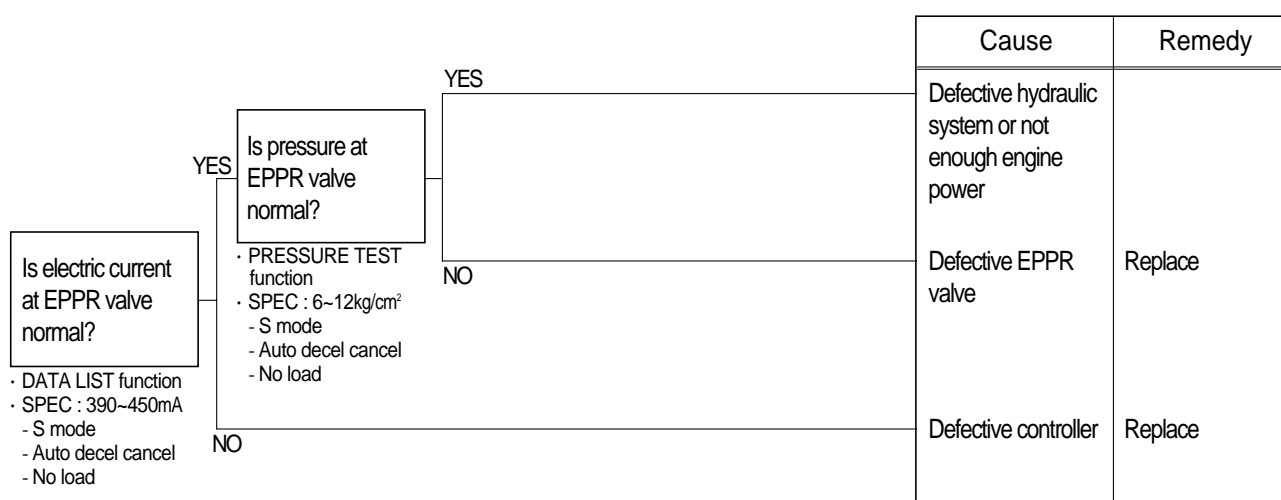 Cause
Remedy
YES
Defective hydraulic
system or not
enough engine
power
YES
Is pressure at
EPPR valve
normal?
· PRESSURE TEST
function
· SPEC : 6~12kg/cm²
- S mode
- Auto decel cancel
- No load
NO
Defective EPPR
valve
Replace
Is electric current
at EPPR valve
normal?
· DATA LIST function
· SPEC : 390~450mA
- S mode
- Auto decel cancel
- No load
NO
Defective controller
Replace